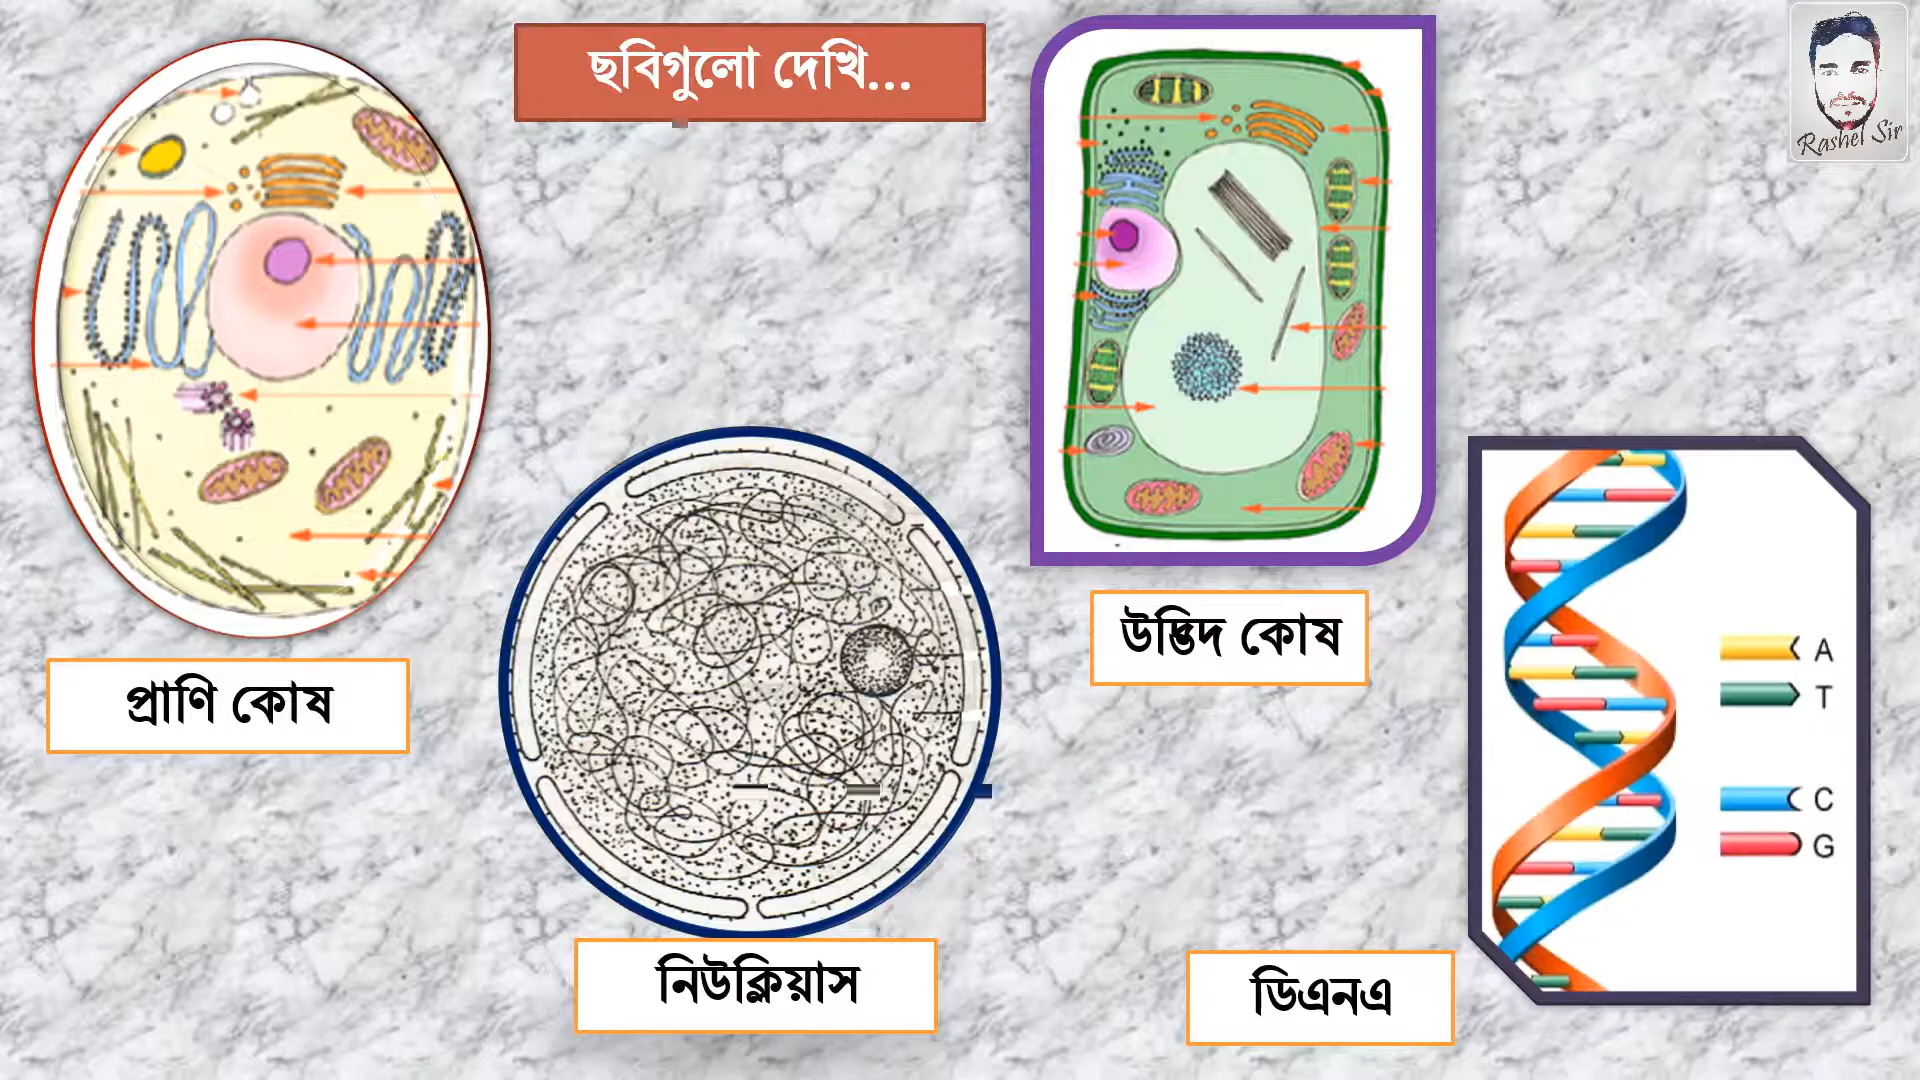 ছবিগুলো দেখি...
Rashel Sir
প্রাণি কোষ
উদ্ভিদ কোষ
A
T
C
G
নিউক্লিয়াস
ডিএনএ